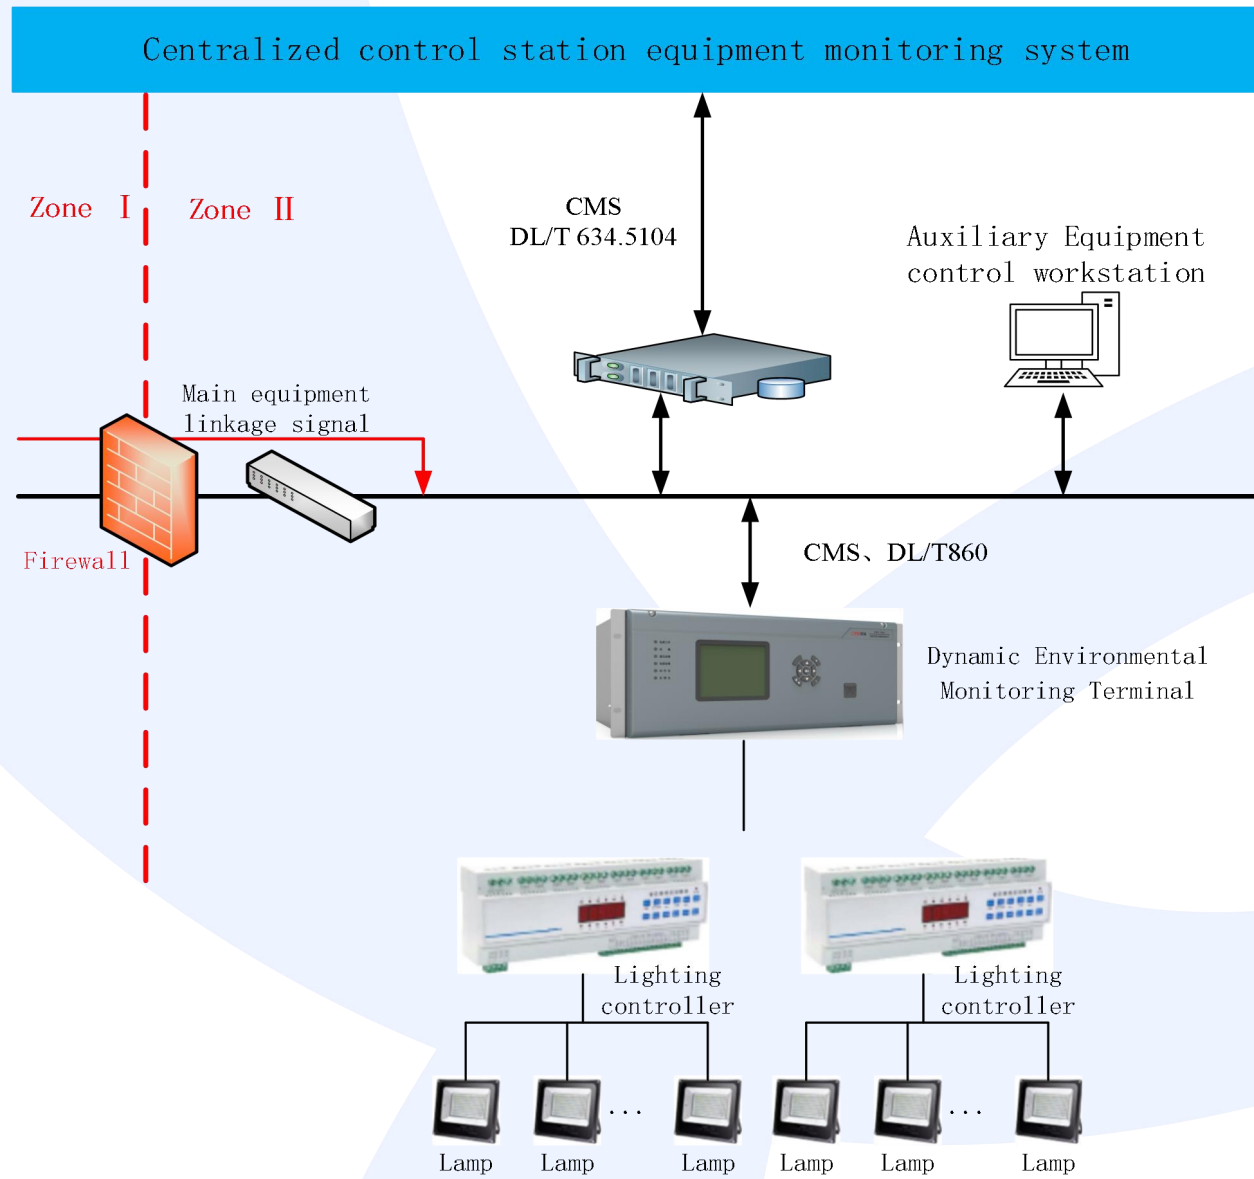 Centralized control station equipment monitoring system
Zone Ⅰ
Zone Ⅱ
CMS
DL/T 634.5104
Auxiliary Equipment
control workstation
Main equipment
linkage signal
Firewall
CMS、DL/T860
Dynamic Environmental
Monitoring Terminal
Lighting
controller
Lighting
controller
...
...
Lamp
Lamp
Lamp
Lamp
Lamp
Lamp